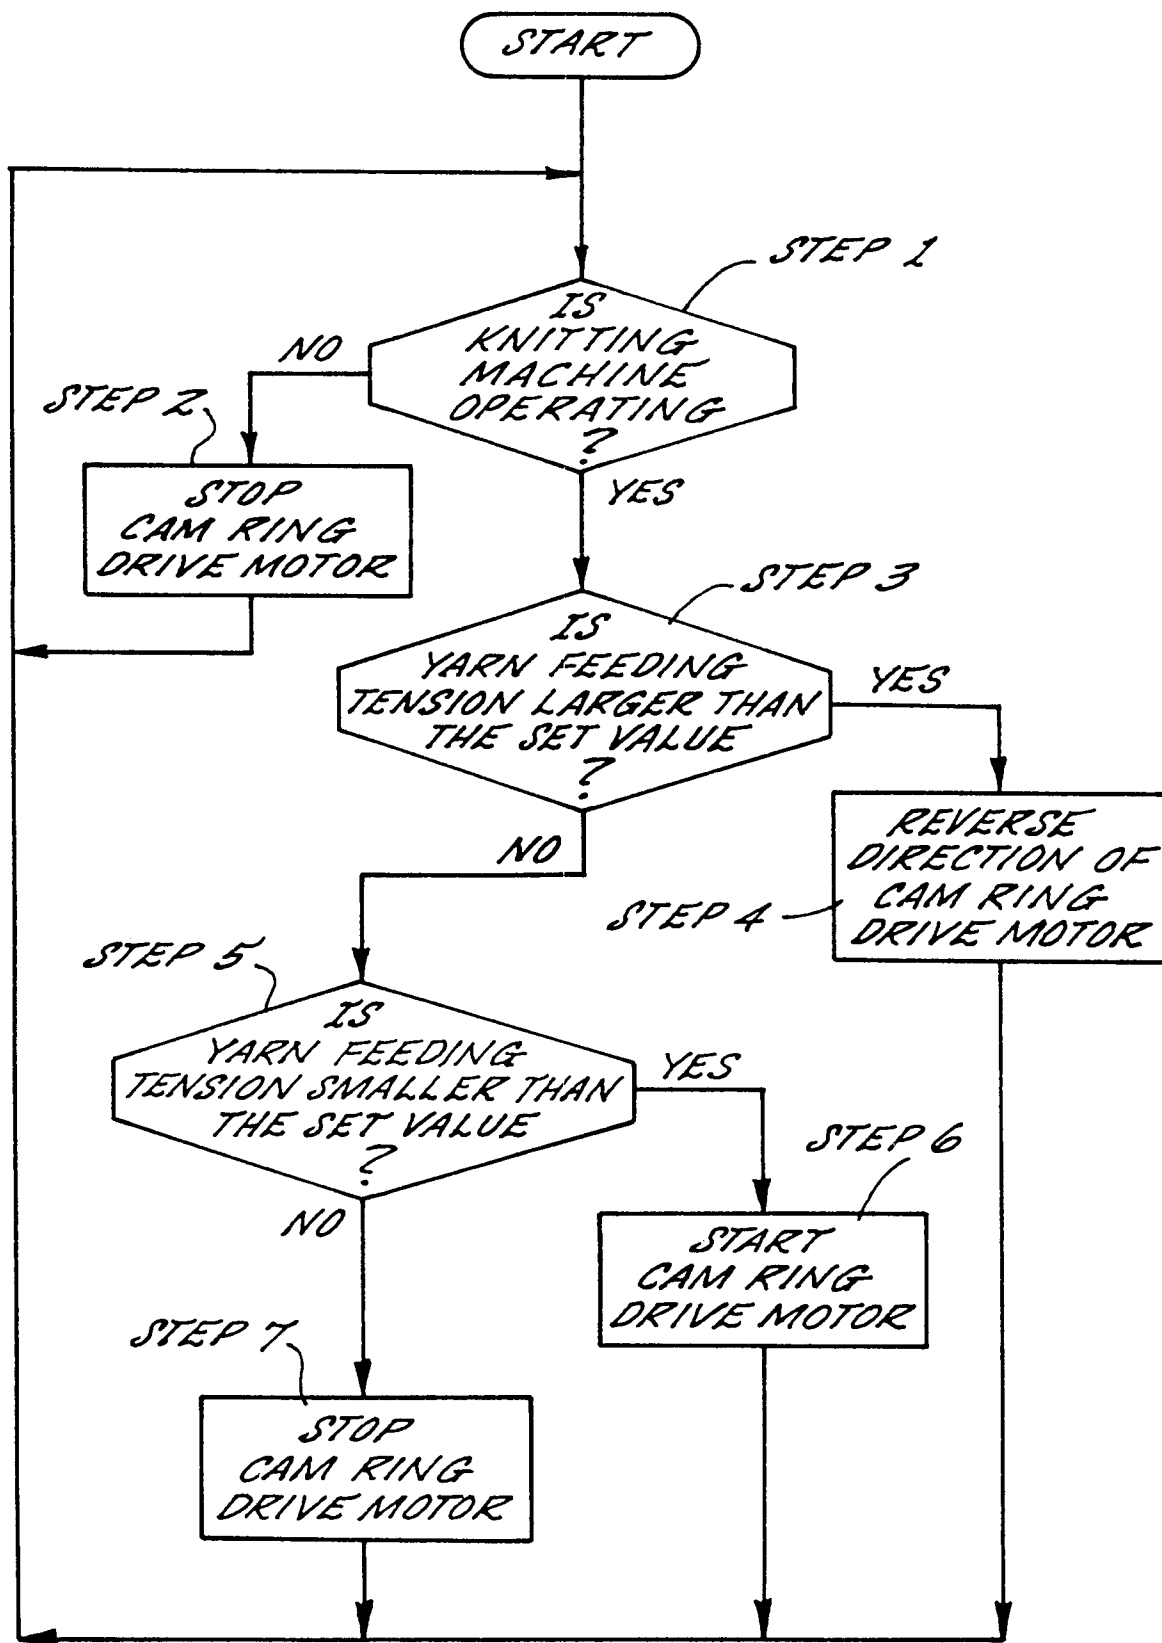 START
STEP 1
IS
KNITTING
MACHINE
OPERATING
?
NO
YES
STEP 2
STOP
CAM RING
DRIVE MOTOR
STEP 3
IS
YARN FEEDING
TENSION LARGER THAN
THE SET VALUE
?
YES
NO
REVERSE
DIRECTION OF
CAM RING
DRIVE MOTOR
STEP 4
STEP 5
IS
YARN FEEDING
TENSION SMALLER THAN
THE SET VALUE
?
YES
NO
STEP 6
START
CAM RING
DRIVE MOTOR
STEP 7
STOP
CAM RING
DRIVE MOTOR